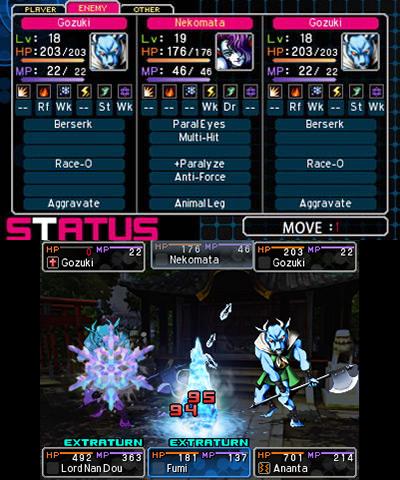 PLAYER ENEMY OTHER
Gozuki Nekomata Gozuki
Lv: 18 Lv: 19 Lv: 18
HP:203/203 HP:176/176 HP:203/203
MP: 22/ 22 MP: 46/ 46 MP: 22/ 22
-- Rf Wk -- St Wk -- -- Wk -- Dr -- -- Rf Wk -- St Wk
Berserk ParalEyes Berserk
Multi-Hit
Race-O +Paralyze Race-O
Anti-Force
Aggravate Animal Leg Aggravate
STATUS MOVE :1
HP 0 MP 22 HP 176 MP 46 HP 203 MP 22
Gozuki Nekomata Gozuki
95
94
EXTRATURN EXTRATURN
HP 492 MP 363 HP 181 MP 137 HP 701 MP 214
Lord Nan Dou Fumi Ananta